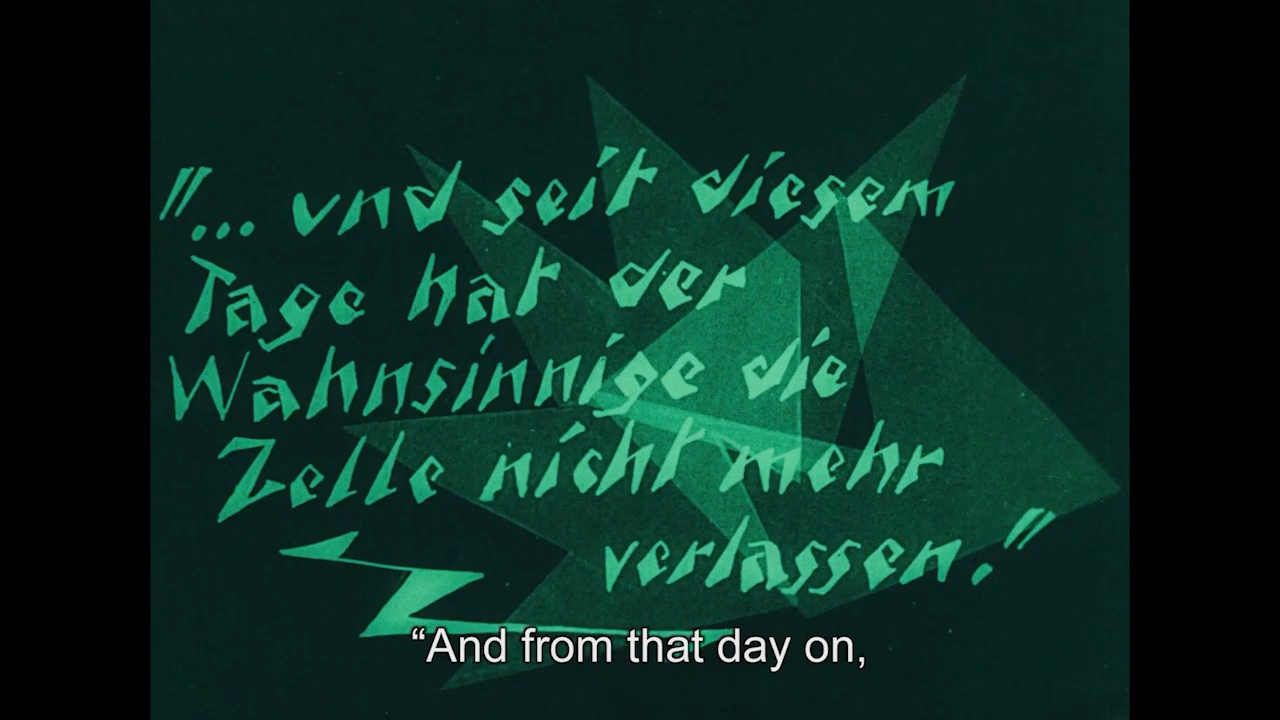 "... und seit diesem
Tage hat der
Wahnsinnige die
Zelle nicht mehr
verlassen."
“And from that day on,